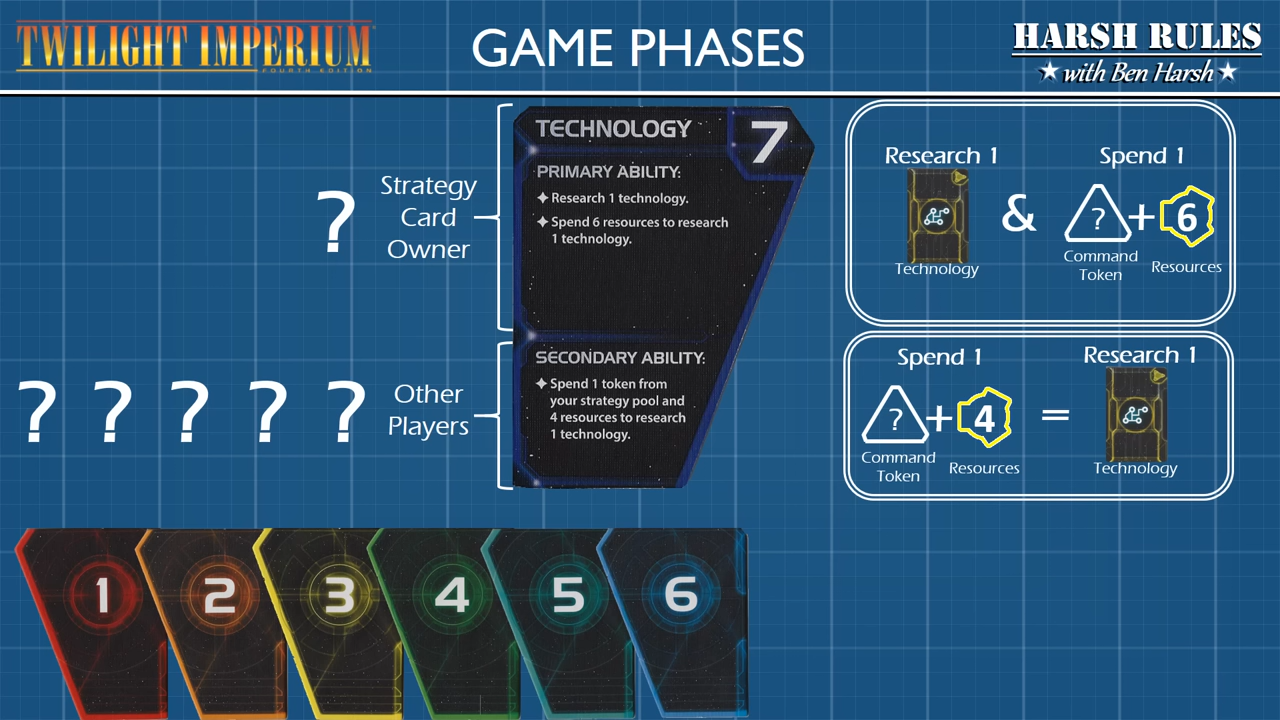 TWILIGHT IMPERIUM
FOURTH EDITION
GAME PHASES
HARSH RULES
with Ben Harsh
? Strategy
Card
Owner
TECHNOLOGY 7
PRIMARY ABILITY:
Research 1 technology.
Spend 6 resources to research
1 technology.
Research 1
Technology
&
Spend 1
? + 6
Command
Token
Resources
? ? ? ? ? Other
Players
SECONDARY ABILITY:
Spend 1 token from
your strategy pool and
4 resources to research
1 technology.
Spend 1
? + 4
Command
Token
Resources
=
Research 1
Technology
1 2 3 4 5 6